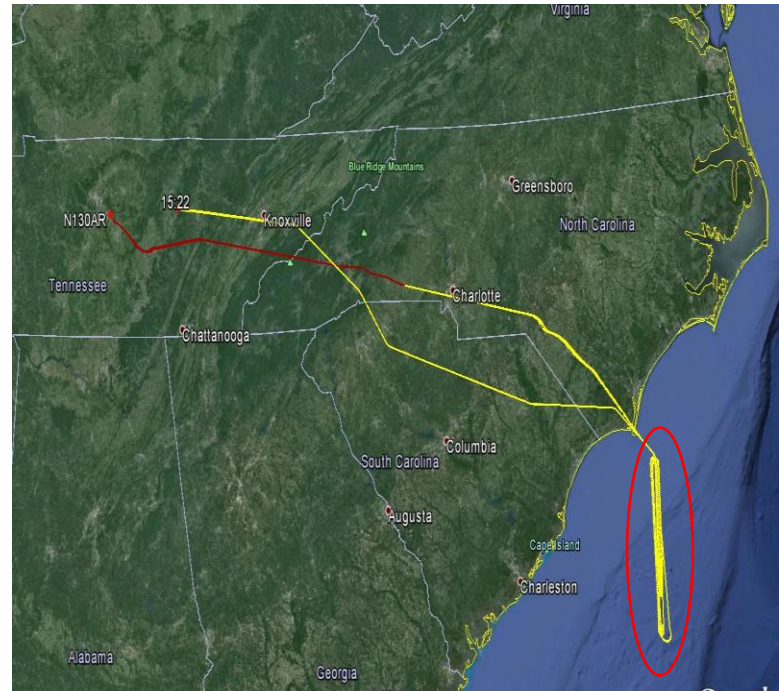 Virginia
Blue Ridge Mountains
Greensboro
15:22
N130AR
Knoxville
North Carolina
Tennessee
Charlotte
Chattanooga
Columbia
South Carolina
Augusta
Cape Island
Charleston
Alabama
Georgia